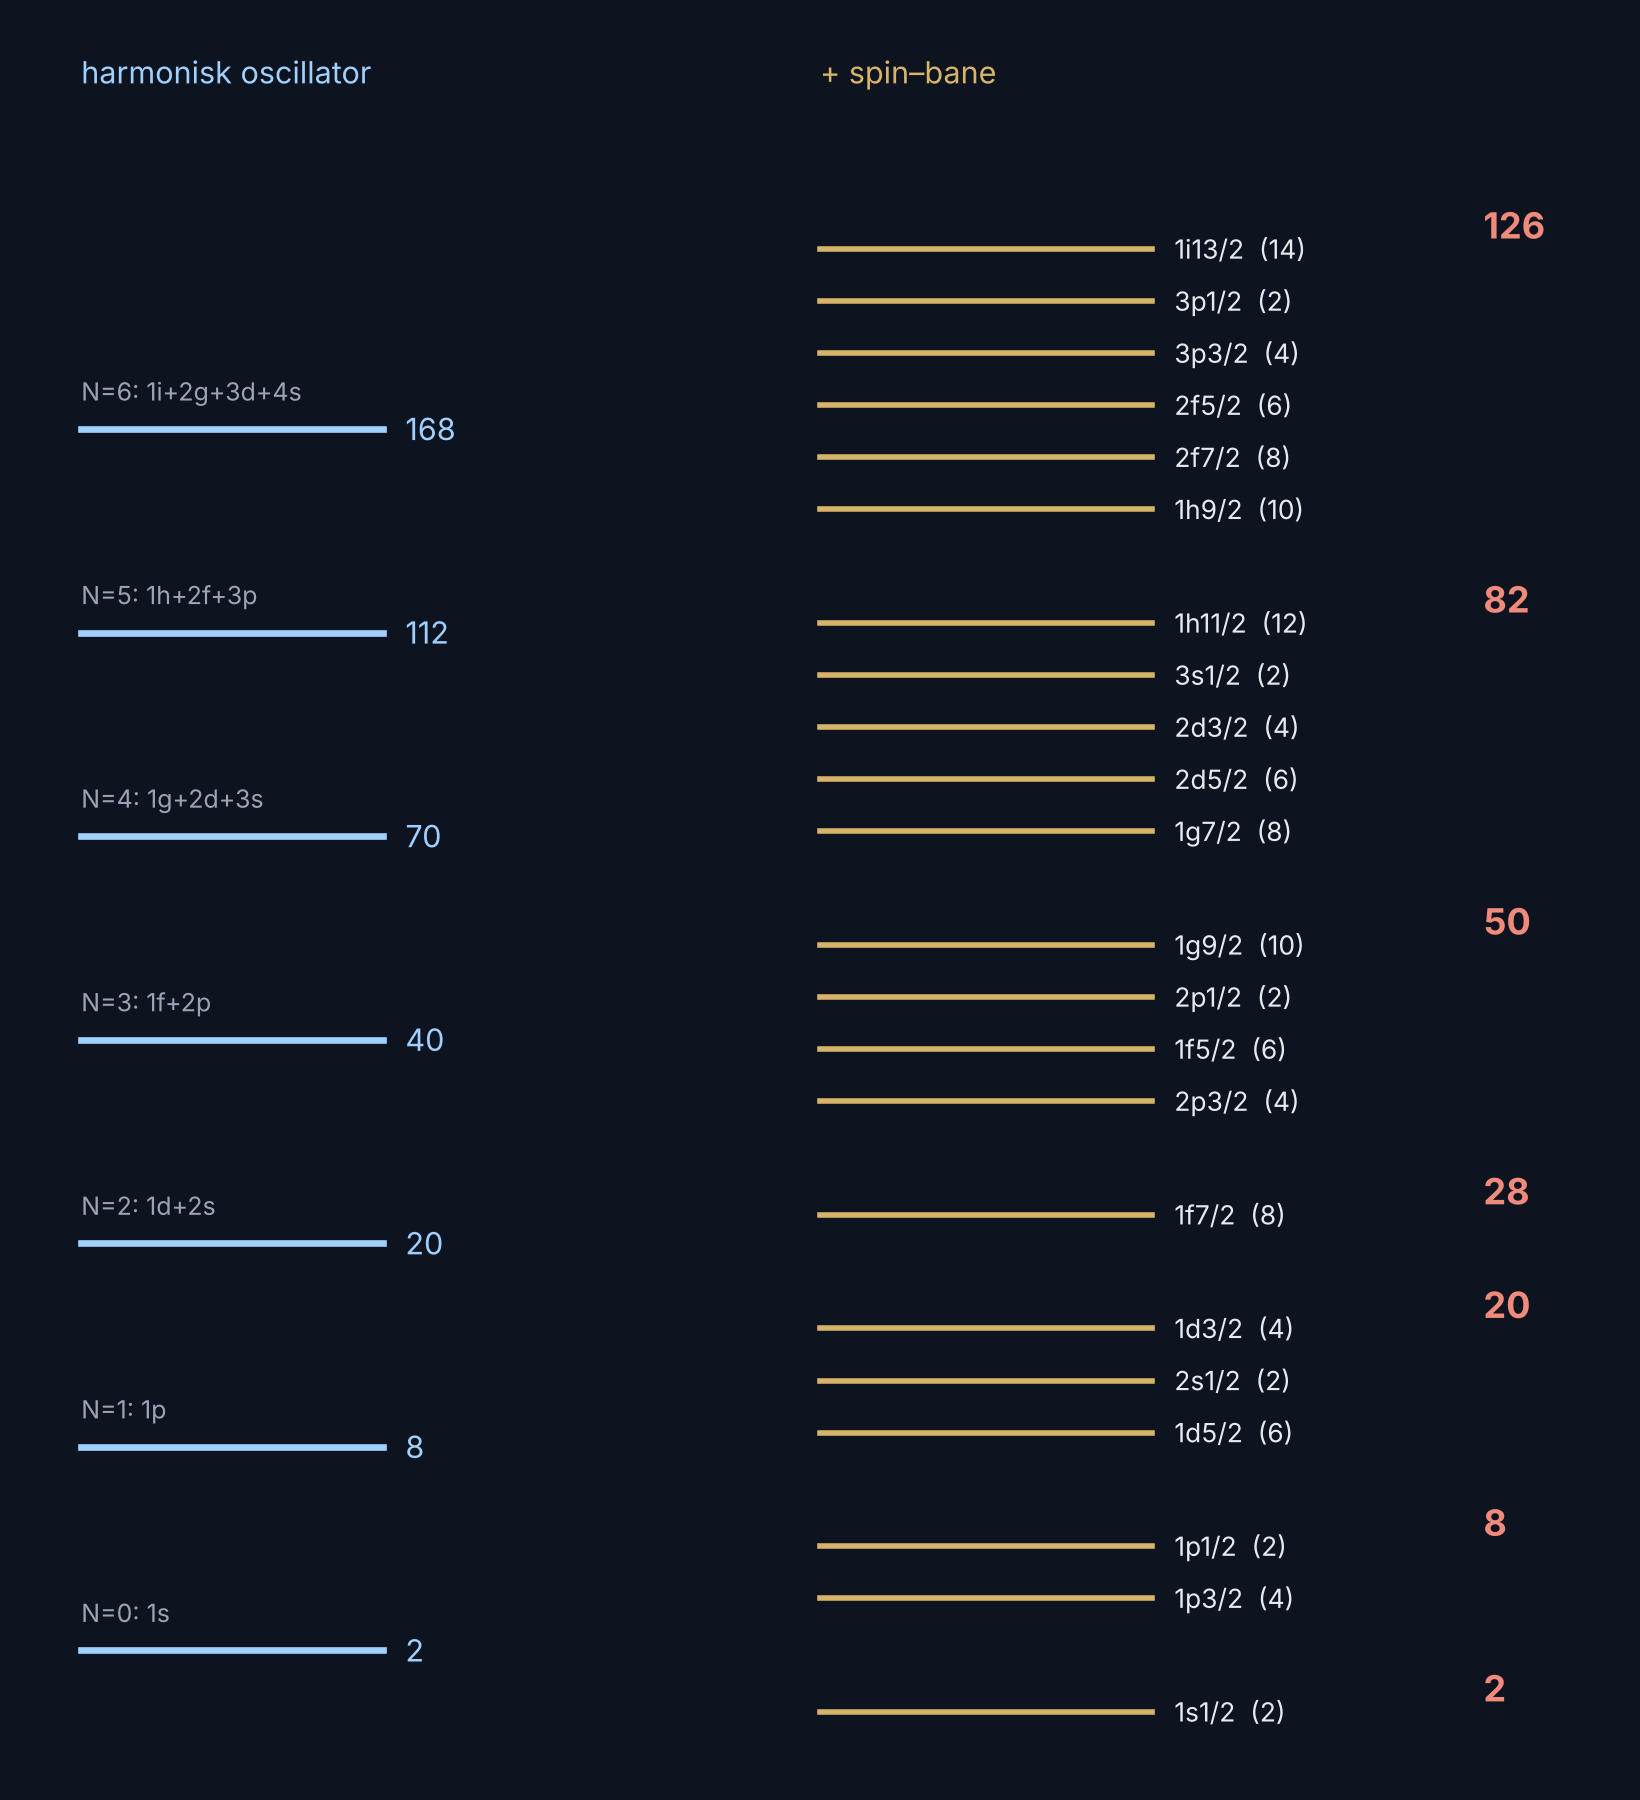 harmonisk oscillator
N=6: 1i+2g+3d+4s
168
N=5: 1h+2f+3p
112
N=4: 1g+2d+3s
70
N=3: 1f+2p
40
N=2: 1d+2s
20
N=1: 1p
8
N=0: 1s
2
+ spin–bane
126
1i13/2 (14)
3p1/2 (2)
3p3/2 (4)
2f5/2 (6)
2f7/2 (8)
1h9/2 (10)
82
1h11/2 (12)
3s1/2 (2)
2d3/2 (4)
2d5/2 (6)
1g7/2 (8)
50
1g9/2 (10)
2p1/2 (2)
1f5/2 (6)
2p3/2 (4)
28
1f7/2 (8)
20
1d3/2 (4)
2s1/2 (2)
1d5/2 (6)
8
1p1/2 (2)
1p3/2 (4)
2
1s1/2 (2)